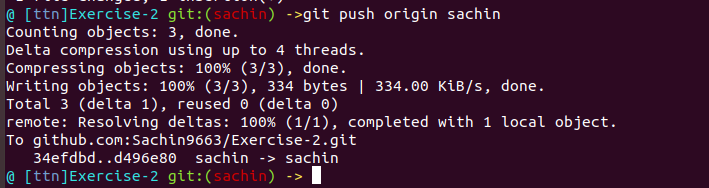 @ [ttn]Exercise-2 git:(sachin) ->git push origin sachin
Counting objects: 3, done.
Delta compression using up to 4 threads.
Compressing objects: 100% (3/3), done.
Writing objects: 100% (3/3), 334 bytes | 334.00 KiB/s, done.
Total 3 (delta 1), reused 0 (delta 0)
remote: Resolving deltas: 100% (1/1), completed with 1 local object.
To github.com:Sachin9663/Exercise-2.git
   34efdbd..d496e80  sachin -> sachin
@ [ttn]Exercise-2 git:(sachin) ->